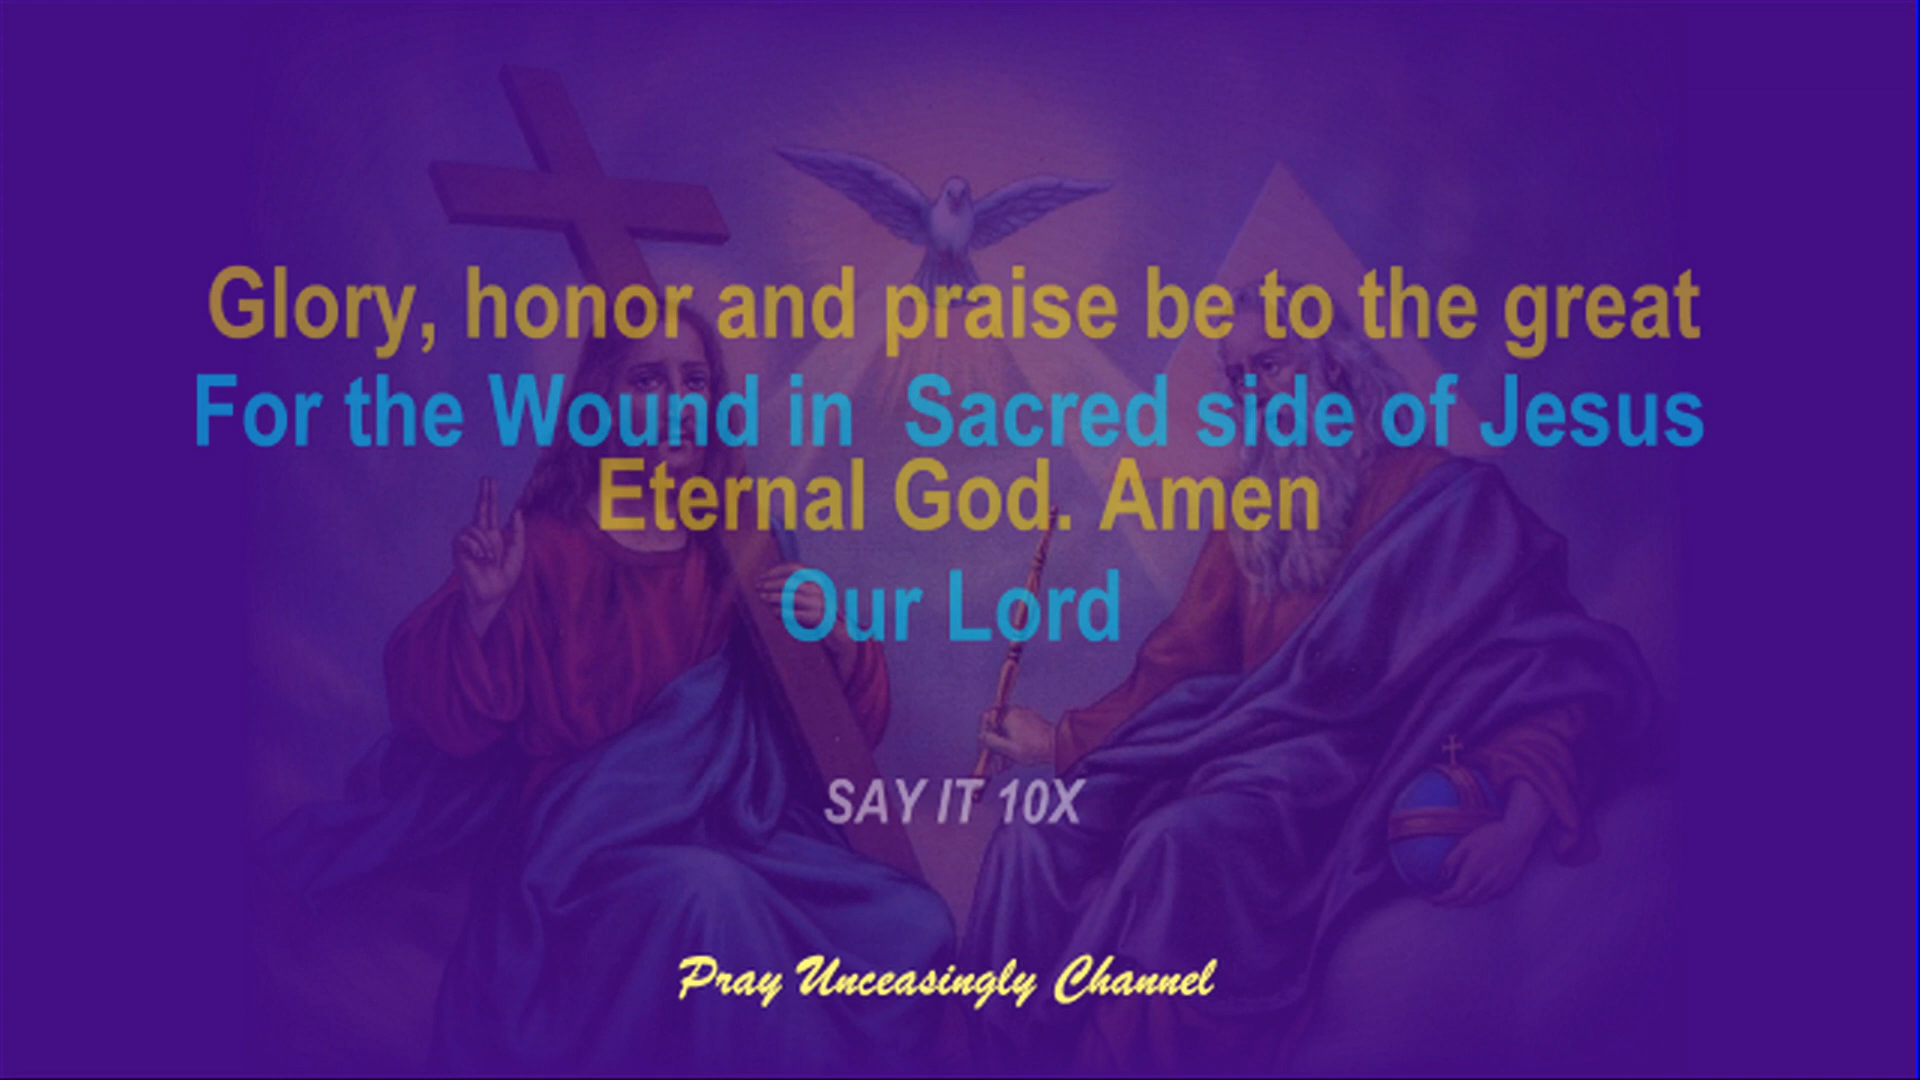 Glory, honor and praise be to the great
For the Wound in Sacred side of Jesus
Eternal God. Amen
Our Lord
SAY IT 10X
Pray Unceasingly Channel